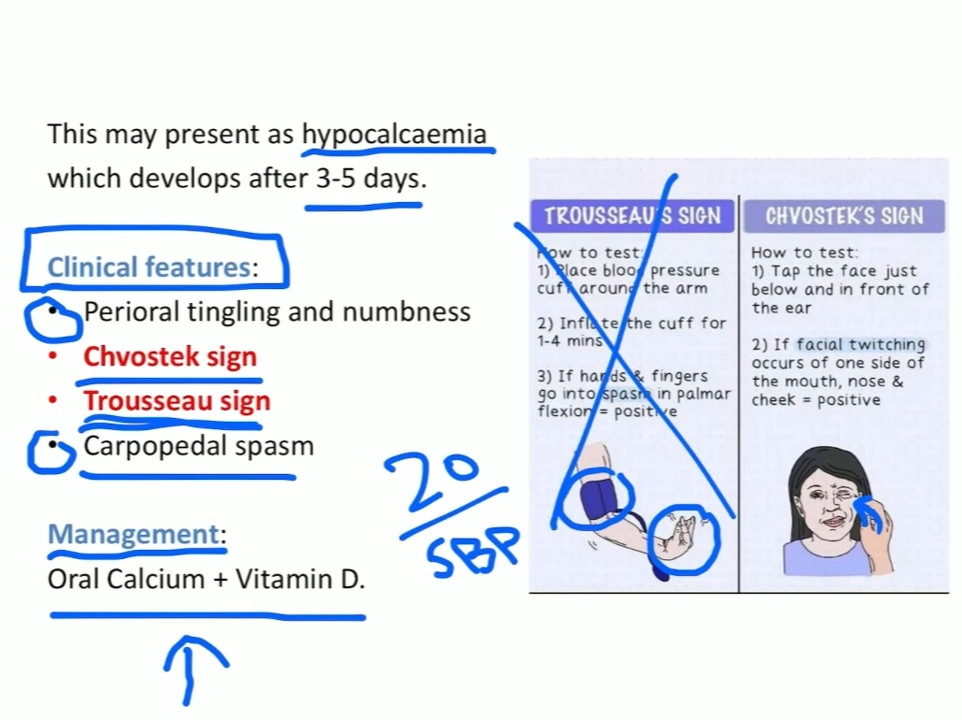 This may present as hypocalcaemia
which develops after 3-5 days.
Clinical features:
• Perioral tingling and numbness
• Chvostek sign
• Trousseau sign
• Carpopedal spasm
Management:
Oral Calcium + Vitamin D.
20
SBP
TROUSSEAU'S SIGN
How to test:
1) Place blood pressure
cuff around the arm
2) Inflate the cuff for
1-4 mins
3) If hands & fingers
go into spasm in palmar
flexion = positive
CHVOSTEK'S SIGN
How to test:
1) Tap the face just
below and in front of
the ear
2) If facial twitching
occurs of one side of
the mouth, nose &
cheek = positive